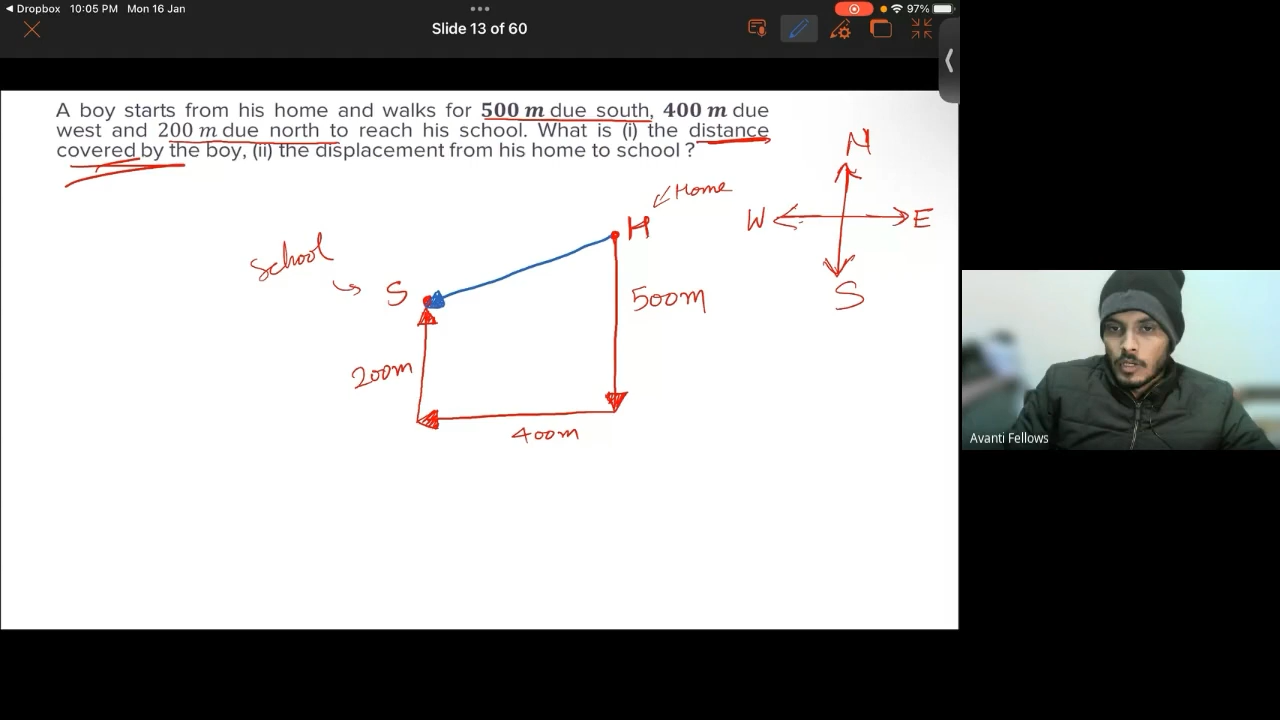 Dropbox 10:05 PM Mon 16 Jan
97%
Slide 13 of 60
A boy starts from his home and walks for 500 m due south, 400 m due
west and 200 m due north to reach his school. What is (i) the distance
covered by the boy, (ii) the displacement from his home to school ?
N
Home
W
E
H
School
S
S
500m
200m
400m
Avanti Fellows